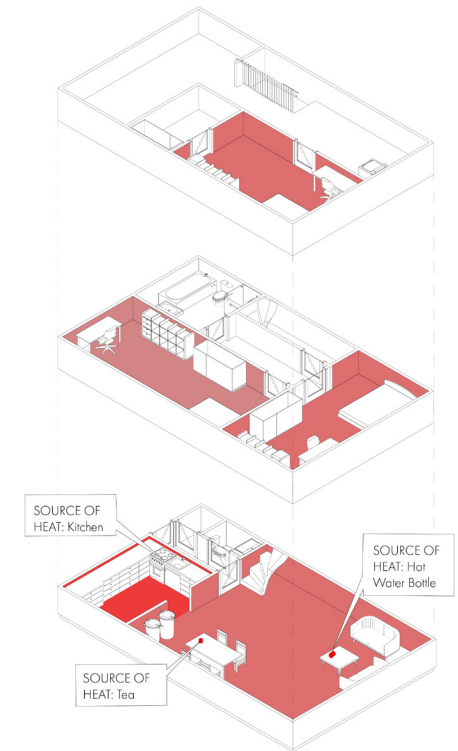 SOURCE OF
HEAT: Kitchen
SOURCE OF
HEAT: Hot
Water Bottle
SOURCE OF
HEAT: Tea